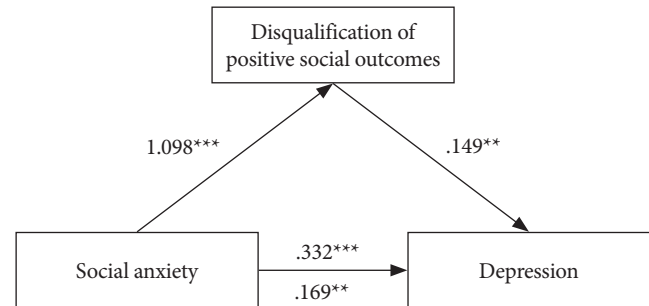 Disqualification of
positive social outcomes
1.098***
.149**
Social anxiety
.332***
.169**
Depression